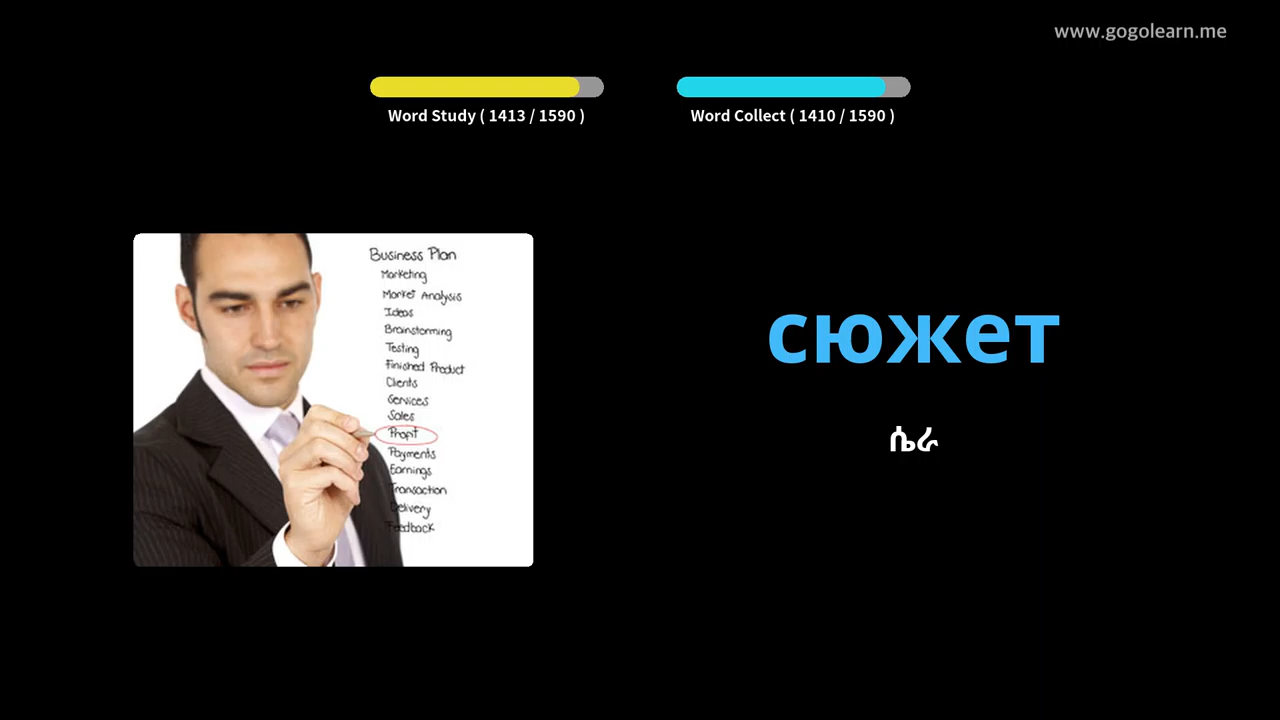 www.gogolearn.me
Word Study ( 1413 / 1590 )
Word Collect ( 1410 / 1590 )
Business Plan
Marketing
Market Analysis
Ideas
Brainstorming
Testing
Finished Product
Clients
Services
Sales
Profit
Payments
Earnings
Transaction
Delivery
Feedback
сюжет
ሴራ